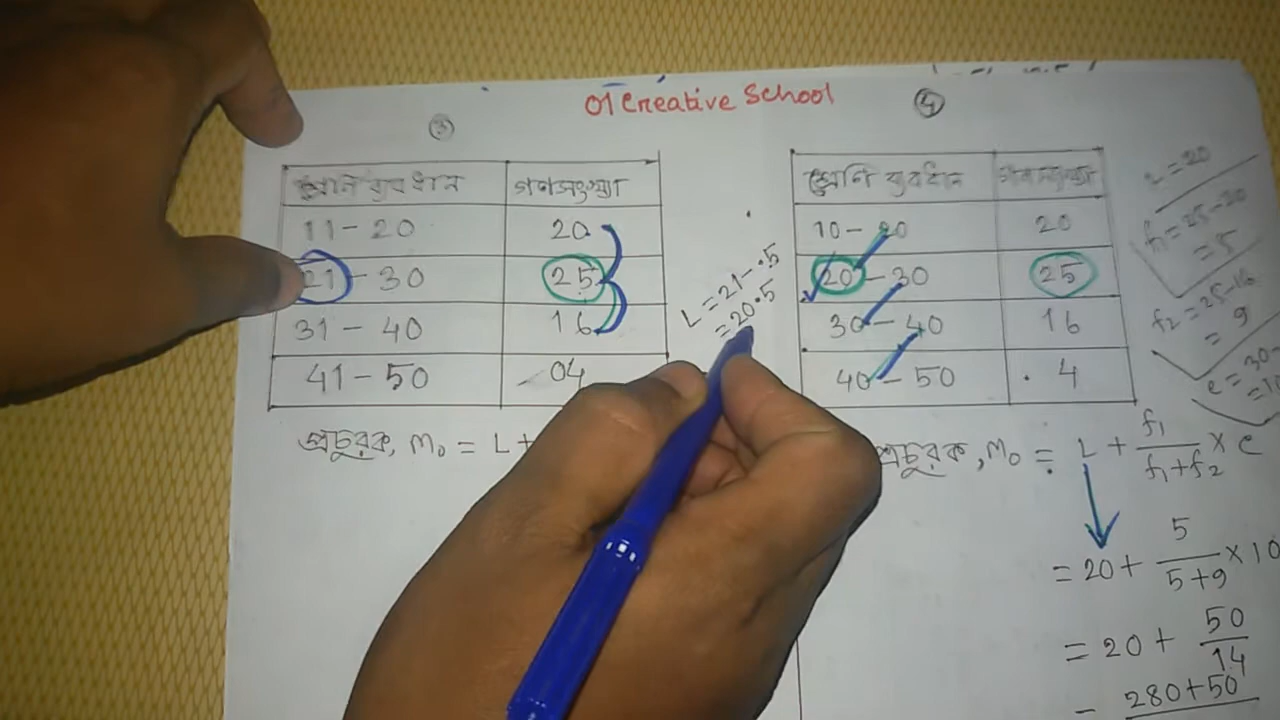 01 Creative School
③
শ্রেনি ব্যবধান গণসংখ্যা
11 - 20 20
21 - 30 25
31 - 40 16
41 - 50 04
প্রচুরক, M₀ = L +
L = 21 - .5
= 20.5
④
শ্রেনি ব্যবধান গণসংখ্যা
10 - 20 20
20 - 30 25
30 - 40 16
40 - 50 4
প্রচুরক, M₀ = L + f₁/(f₁+f₂) × c
= 20 + 5/(5+9) × 10
= 20 + 50/14
= 280+50
L = 20
f₁ = 25-20
= 5
f₂ = 25-16
= 9
c = 30-
= 10